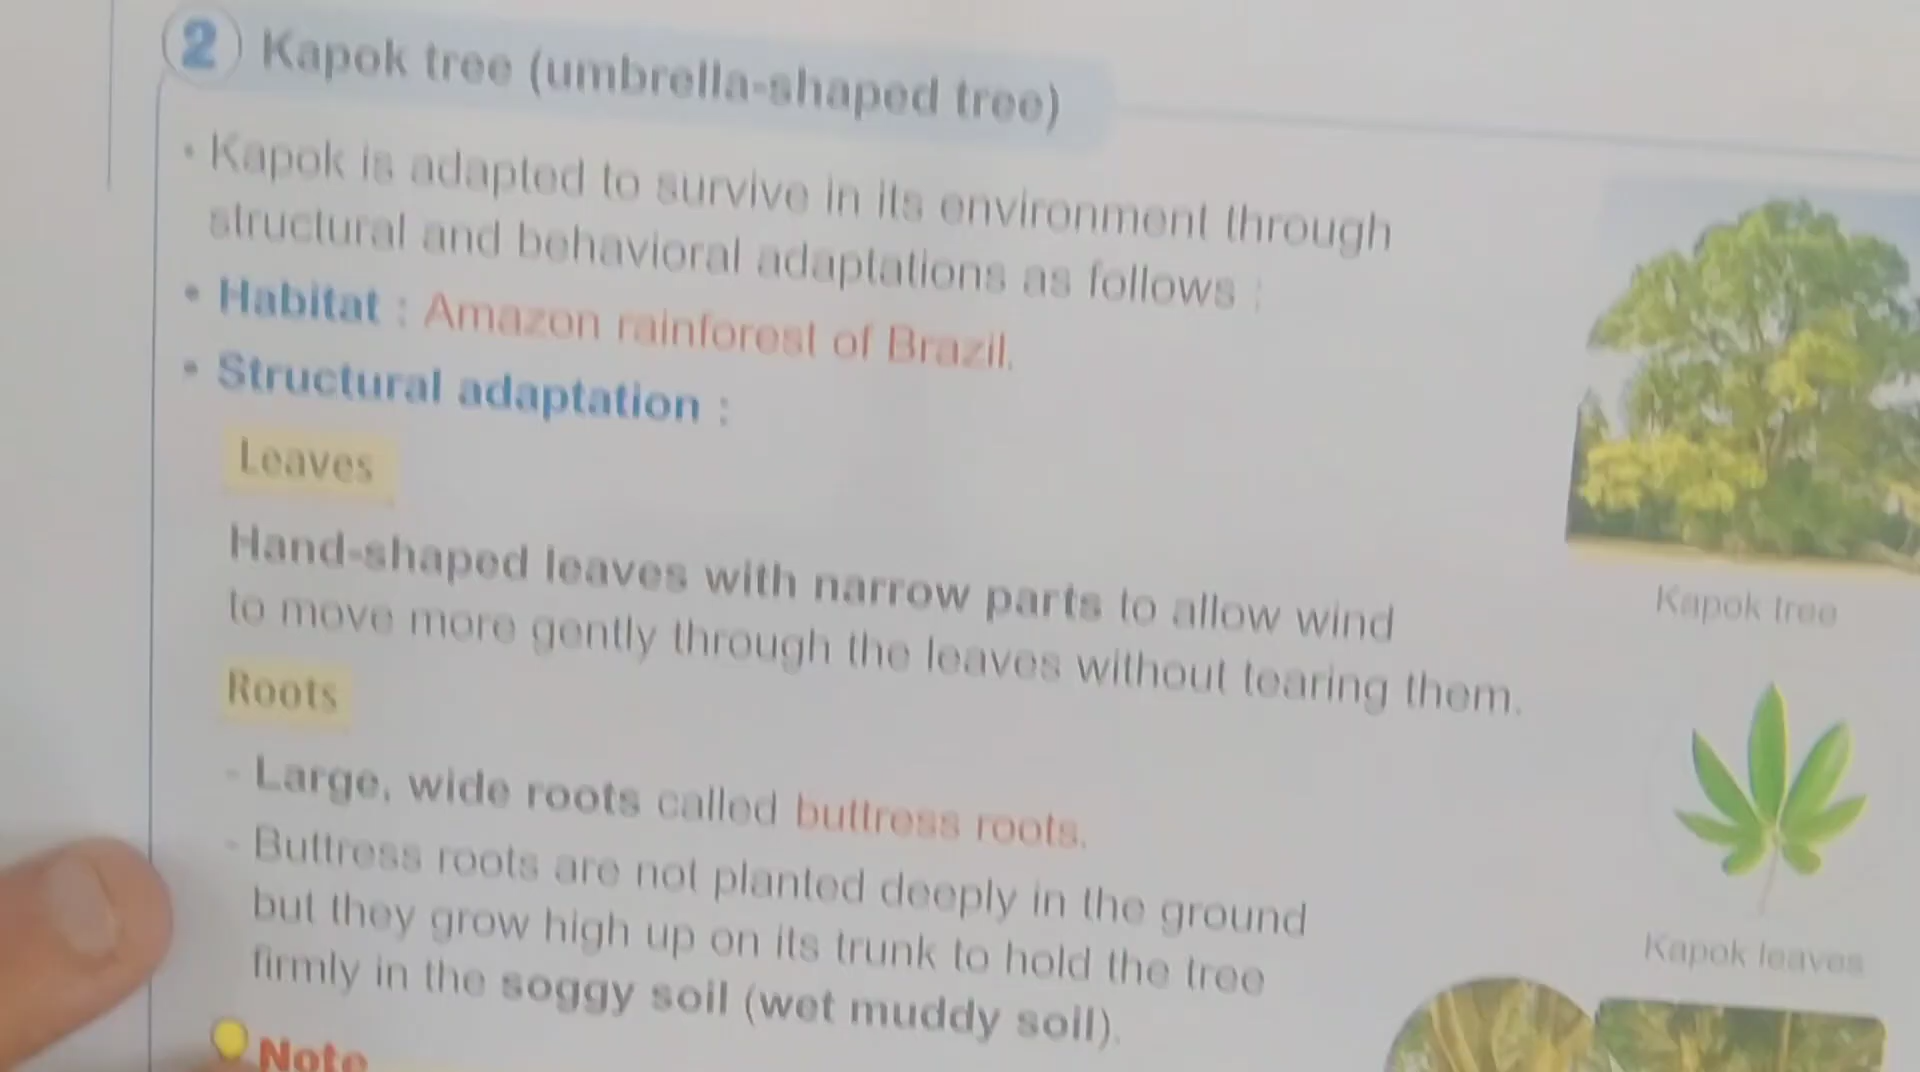 2 Kapok tree (umbrella-shaped tree)
• Kapok is adapted to survive in its environment through
structural and behavioral adaptations as follows :
• Habitat : Amazon rainforest of Brazil.
• Structural adaptation :
Leaves
Hand-shaped leaves with narrow parts to allow wind
to move more gently through the leaves without tearing them.
Kapok tree
Roots
- Large, wide roots called buttress roots.
- Buttress roots are not planted deeply in the ground
but they grow high up on its trunk to hold the tree
firmly in the soggy soil (wet muddy soil).
Kapok leaves
Note